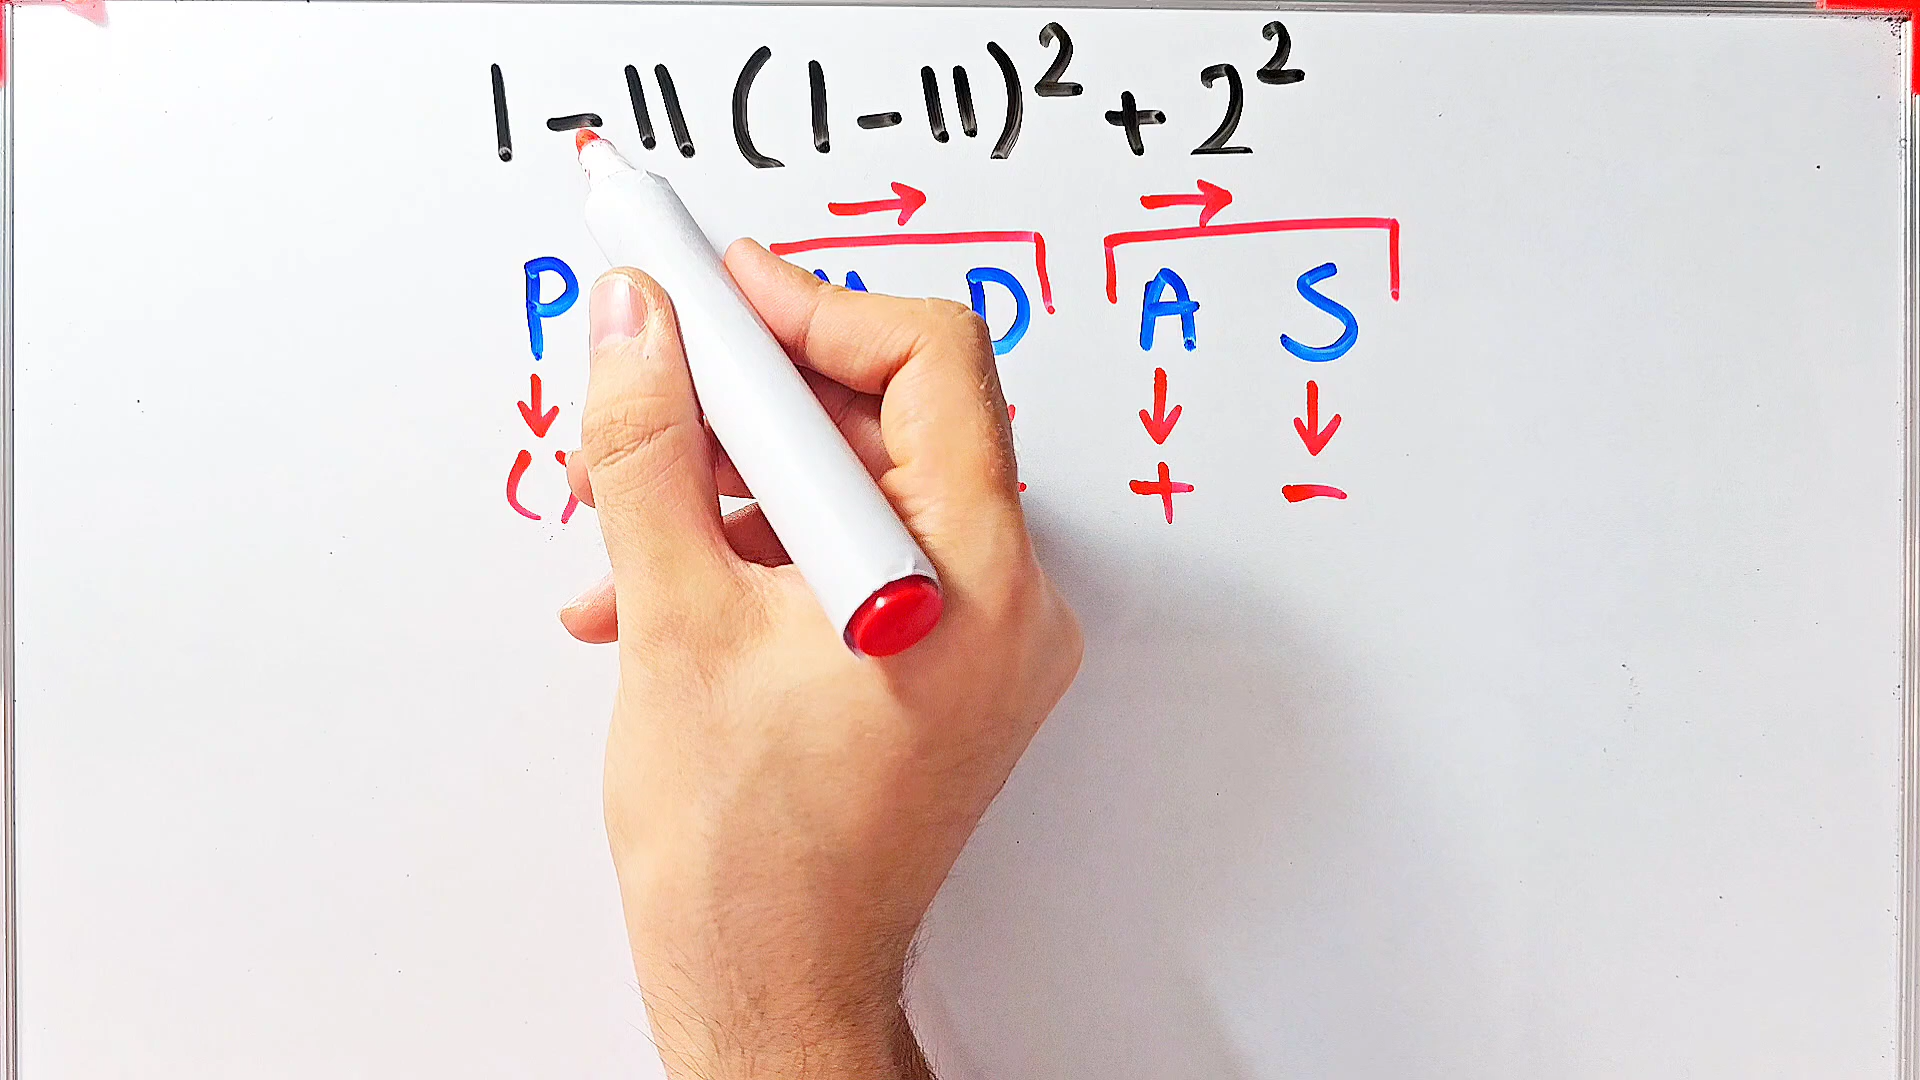 1 - 11 (1 - 11)² + 2²
→ →
P D A S
↓ ↓ ↓
( ) + −